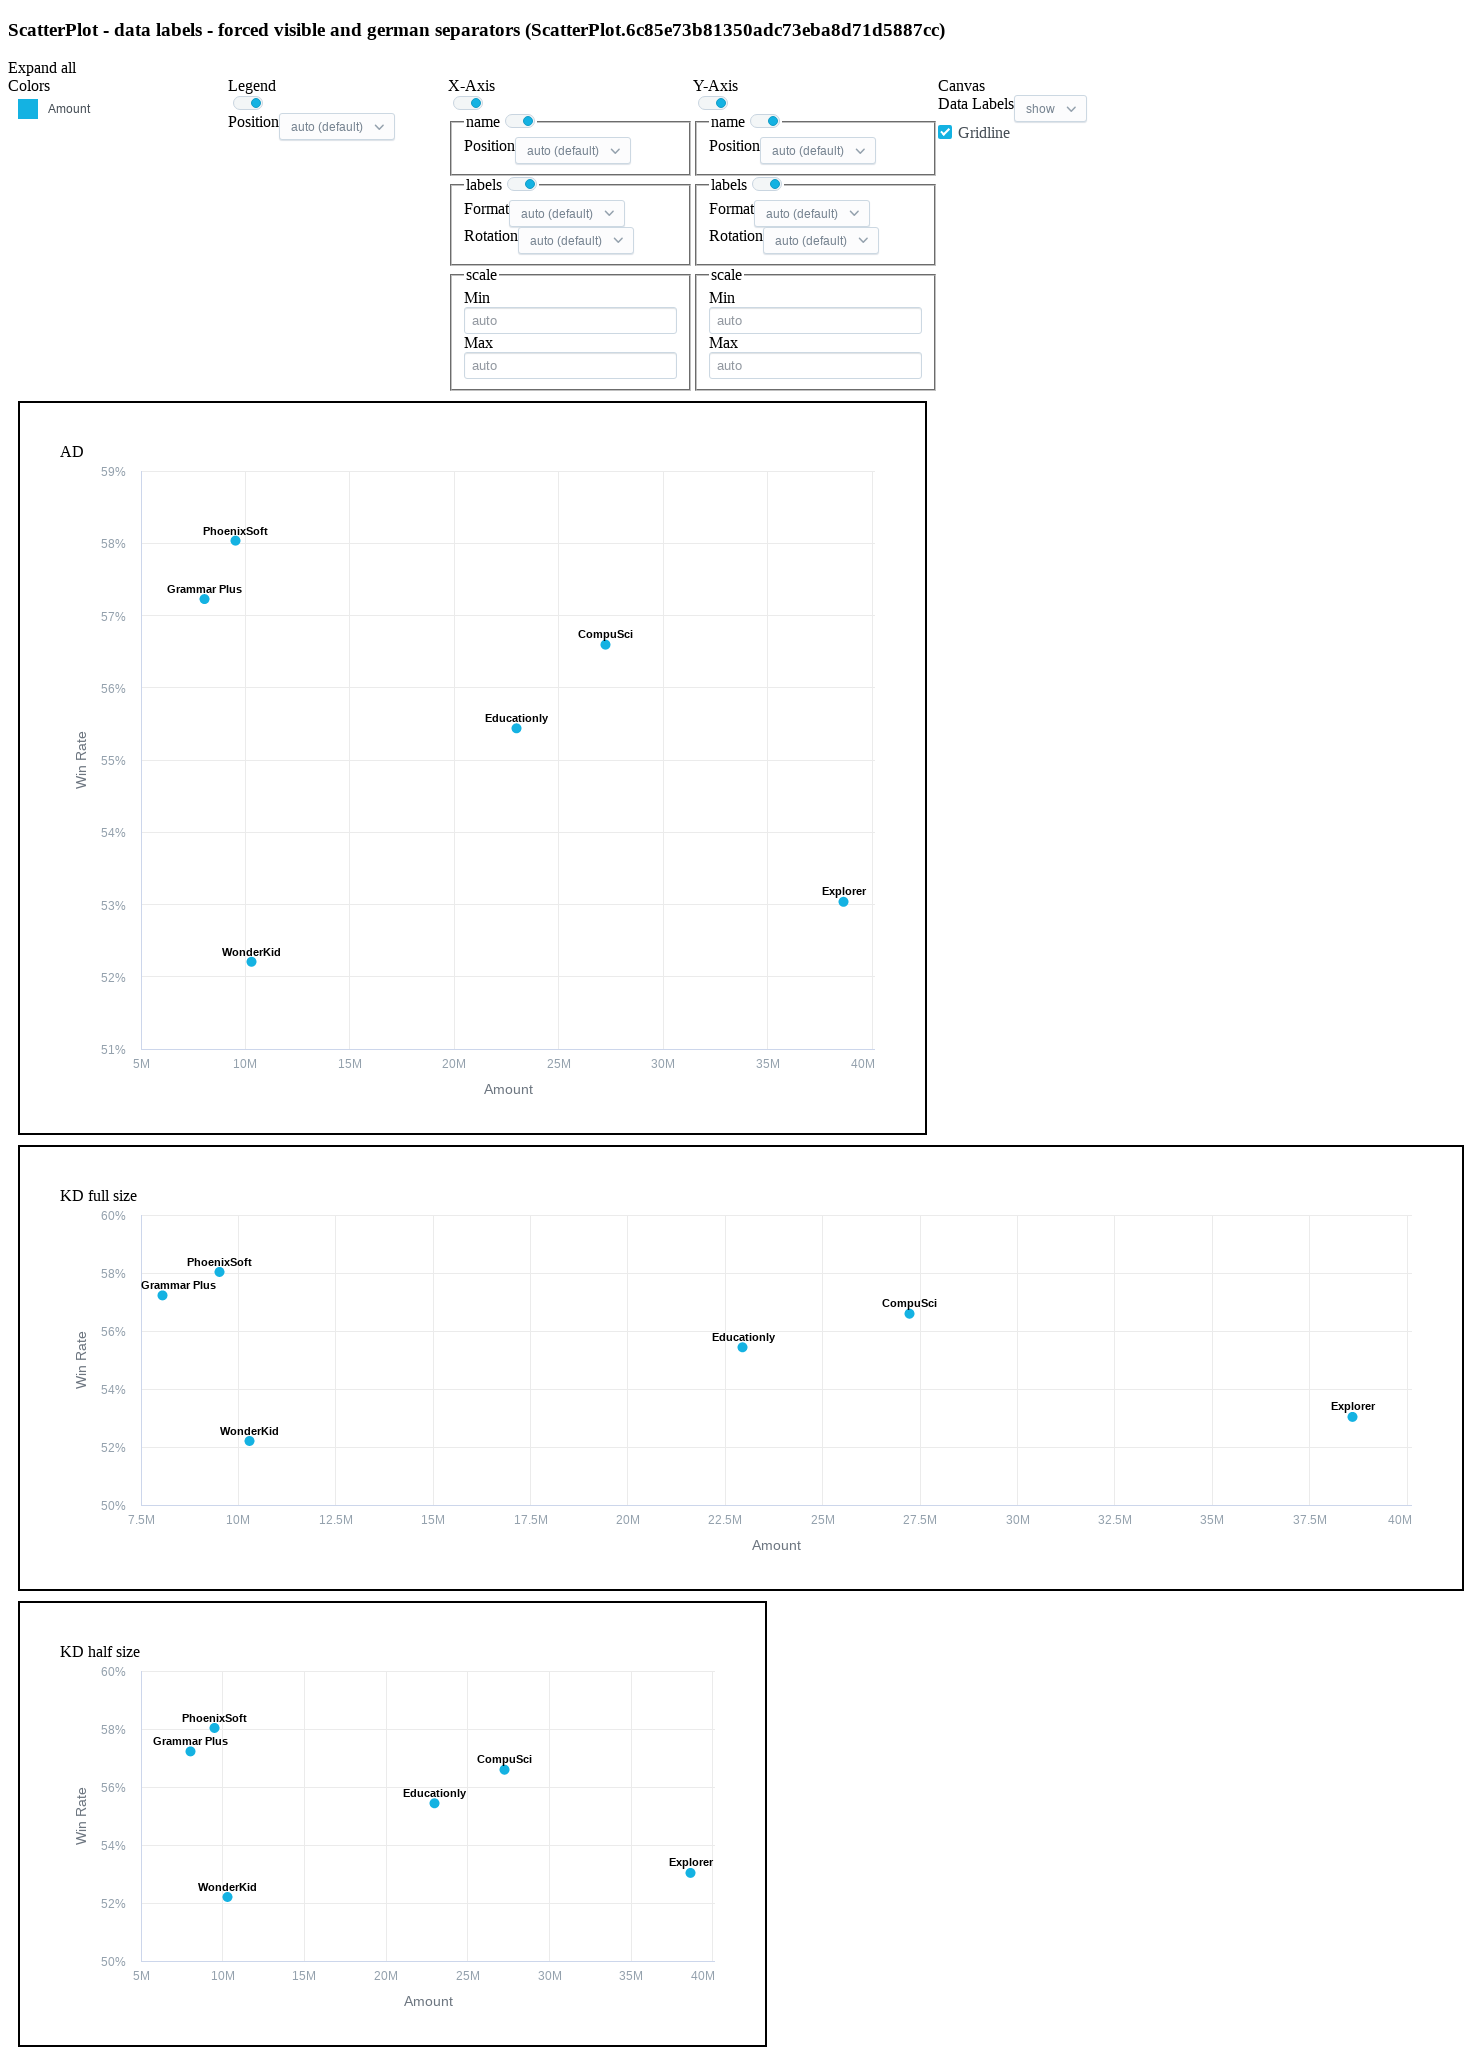 ScatterPlot - data labels - forced visible and german separators (ScatterPlot.6c85e73b81350adc73eba8d71d5887cc)
Expand all
Colors
Amount
Legend
Position auto (default)
X-Axis
name
Position auto (default)
labels
Format auto (default)
Rotation auto (default)
scale
Min
auto
Max
auto
Y-Axis
name
Position auto (default)
labels
Format auto (default)
Rotation auto (default)
scale
Min
auto
Max
auto
Canvas
Data Labels show
Gridline
AD
59%
PhoenixSoft
58%
Grammar Plus
57%
CompuSci
56%
Educationly
Win Rate
55%
54%
Explorer
53%
WonderKid
52%
51%
5M 10M 15M 20M 25M 30M 35M 40M
Amount
KD full size
60%
PhoenixSoft
58%
Grammar Plus
CompuSci
56%
Educationly
Win Rate
54%
Explorer
WonderKid
52%
50%
7.5M 10M 12.5M 15M 17.5M 20M 22.5M 25M 27.5M 30M 32.5M 35M 37.5M 40M
Amount
KD half size
60%
PhoenixSoft
58%
Grammar Plus
CompuSci
56%
Educationly
Win Rate
54%
Explorer
WonderKid
52%
50%
5M 10M 15M 20M 25M 30M 35M 40M
Amount